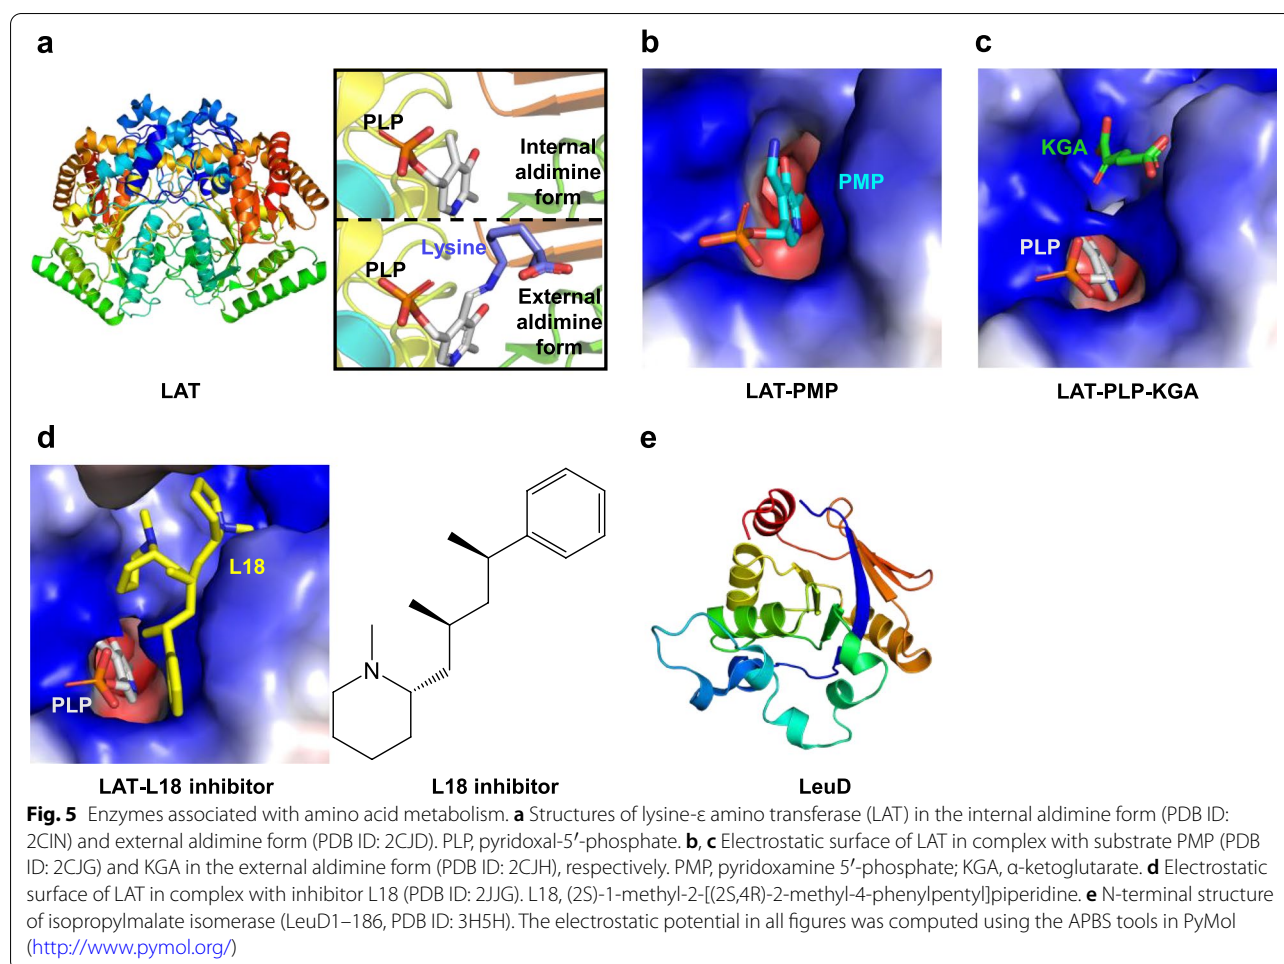 a
b
c
PLP
Internal
aldimine
form
Lysine
PLP
External
aldimine
form
LAT
PMP
LAT-PMP
KGA
PLP
LAT-PLP-KGA
d
e
L18
PLP
LAT-L18 inhibitor
N
L18 inhibitor
LeuD
Fig. 5 Enzymes associated with amino acid metabolism. a Structures of lysine-ε amino transferase (LAT) in the internal aldimine form (PDB ID:
2CIN) and external aldimine form (PDB ID: 2CJD). PLP, pyridoxal-5′-phosphate. b, c Electrostatic surface of LAT in complex with substrate PMP (PDB
ID: 2CJG) and KGA in the external aldimine form (PDB ID: 2CJH), respectively. PMP, pyridoxamine 5′-phosphate; KGA, α-ketoglutarate. d Electrostatic
surface of LAT in complex with inhibitor L18 (PDB ID: 2JJG). L18, (2S)-1-methyl-2-[(2S,4R)-2-methyl-4-phenylpentyl]piperidine. e N-terminal structure
of isopropylmalate isomerase (LeuD1–186, PDB ID: 3H5H). The electrostatic potential in all figures was computed using the APBS tools in PyMol
(http://www.pymol.org/)